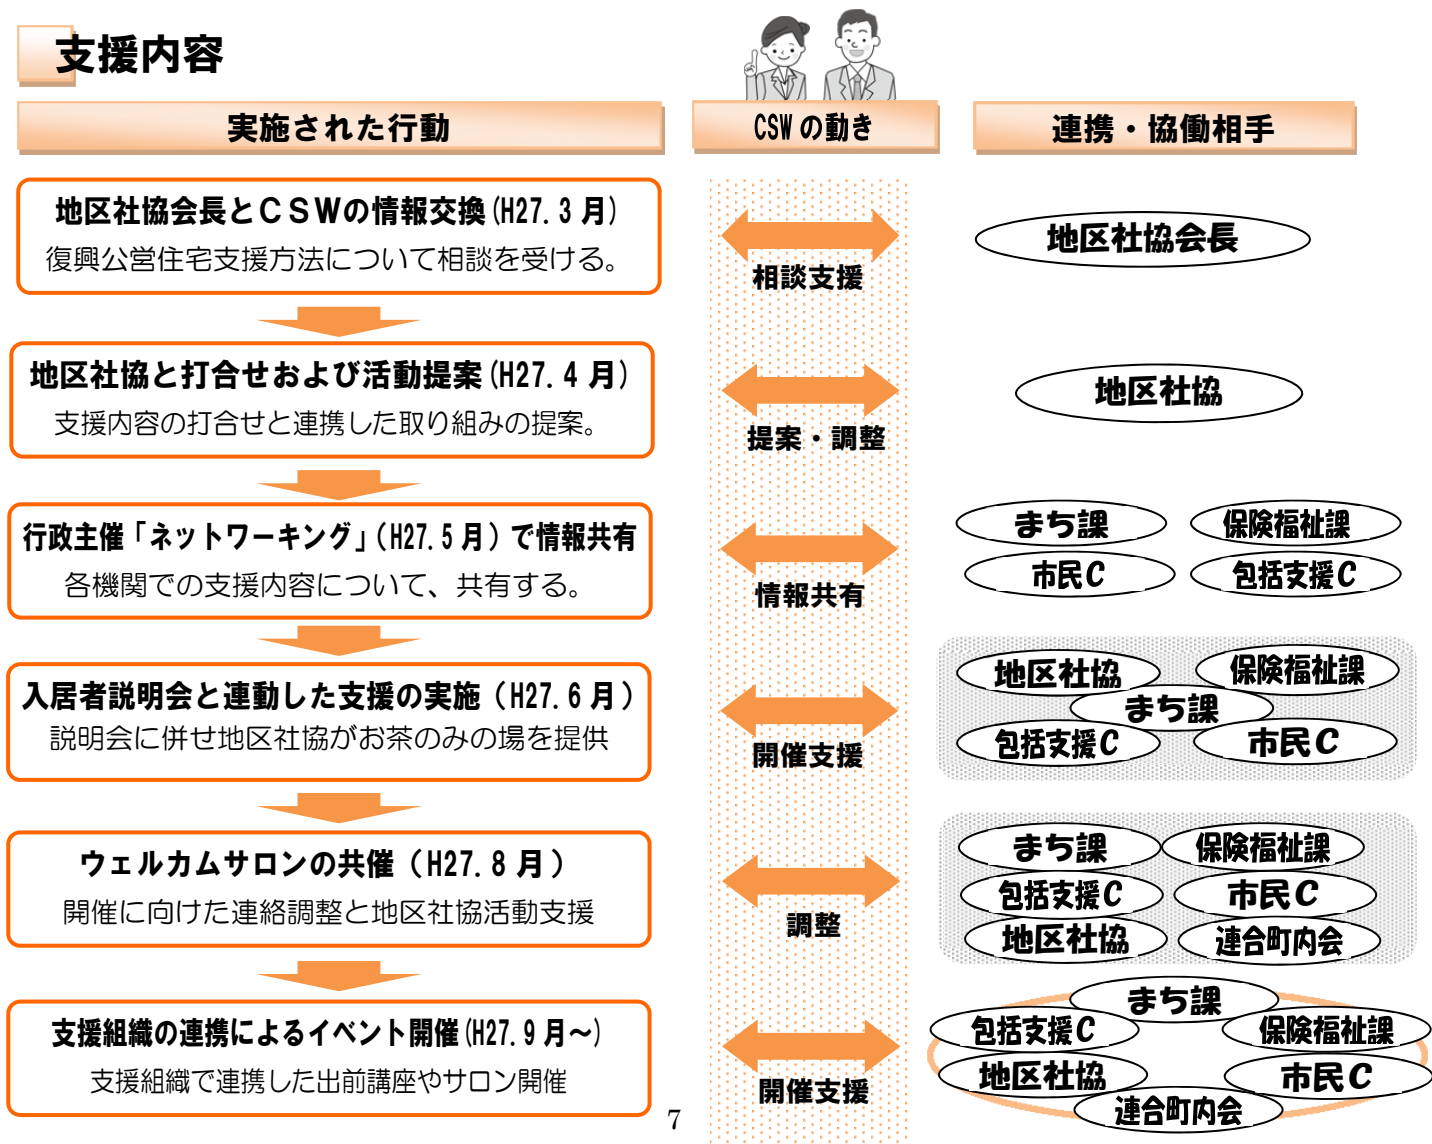 支援内容
実施された行動
CSWの動き
連携・協働相手
地区社協会長とCSWの情報交換(H27.3月)
復興公営住宅支援方法について相談を受ける。
相談支援
地区社協会長
地区社協と打合せおよび活動提案(H27.4月)
支援内容の打合せと連携した取り組みの提案。
提案・調整
地区社協
行政主催「ネットワーキング」(H27.5月)で情報共有
各機関での支援内容について、共有する。
情報共有
まち課
保険福祉課
市民C
包括支援C
入居者説明会と連動した支援の実施(H27.6月)
説明会に併せ地区社協がお茶のみの場を提供
開催支援
地区社協
保険福祉課
まち課
包括支援C
市民C
ウェルカムサロンの共催(H27.8月)
開催に向けた連絡調整と地区社協活動支援
調整
まち課
保険福祉課
包括支援C
市民C
地区社協
連合町内会
支援組織の連携によるイベント開催(H27.9月~)
支援組織で連携した出前講座やサロン開催
開催支援
まち課
包括支援C
保険福祉課
地区社協
市民C
連合町内会
7